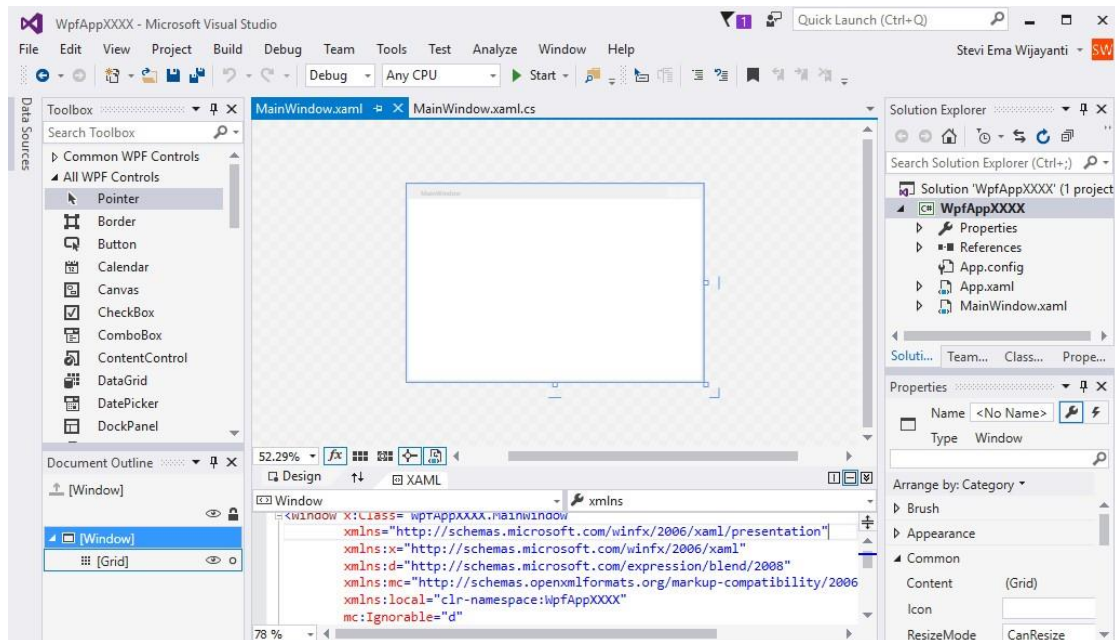 WpfAppXXXX - Microsoft Visual Studio
1
Quick Launch (Ctrl+Q)
File Edit View Project Build Debug Team Tools Test Analyze Window Help
Stevi Ema Wijayanti
SW
Debug
Any CPU
Start
Data Sources
Toolbox
Search Toolbox
Common WPF Controls
All WPF Controls
Pointer
Border
Button
Calendar
Canvas
CheckBox
ComboBox
ContentControl
DataGrid
DatePicker
DockPanel
Document Outline
[Window]
[Window]
[Grid]
MainWindow.xaml
MainWindow.xaml.cs
MainWindow
52.29%
fx
Design
XAML
Window
xmlns
<Window x:Class="WpfAppXXXX.MainWindow"
xmlns="http://schemas.microsoft.com/winfx/2006/xaml/presentation"
xmlns:x="http://schemas.microsoft.com/winfx/2006/xaml"
xmlns:d="http://schemas.microsoft.com/expression/blend/2008"
xmlns:mc="http://schemas.openxmlformats.org/markup-compatibility/2006
xmlns:local="clr-namespace:WpfAppXXXX"
mc:Ignorable="d"
78 %
Solution Explorer
Search Solution Explorer (Ctrl+;)
Solution 'WpfAppXXXX' (1 project
C# WpfAppXXXX
Properties
References
App.config
App.xaml
MainWindow.xaml
Soluti... Team... Class... Prope...
Properties
Name <No Name>
Type Window
Arrange by: Category
Brush
Appearance
Common
Content (Grid)
Icon
ResizeMode CanResize